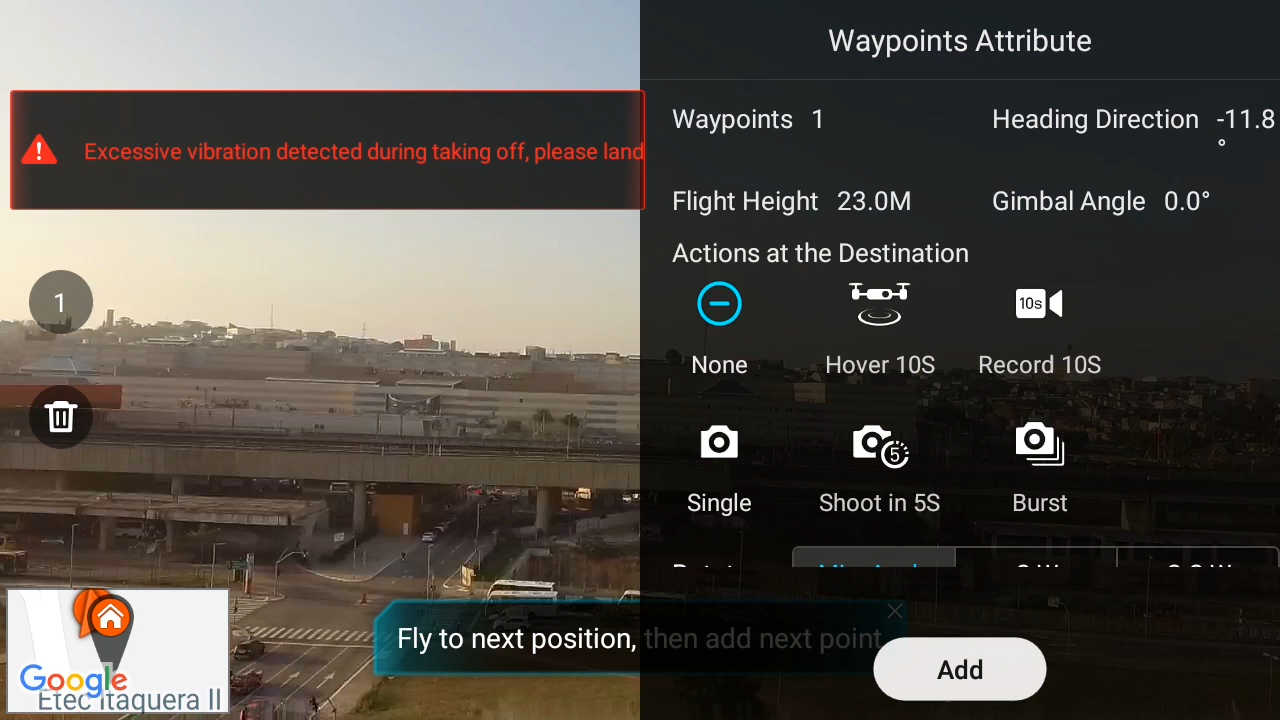 Waypoints Attribute
Excessive vibration detected during taking off, please land
Waypoints 1
Heading Direction -11.8
°
Flight Height 23.0M
Gimbal Angle 0.0°
Actions at the Destination
1
10s
None
Hover 10S
Record 10S
5
Single
Shoot in 5S
Burst
Fly to next position, then add next point
Add
Google
Etec Itaquera II